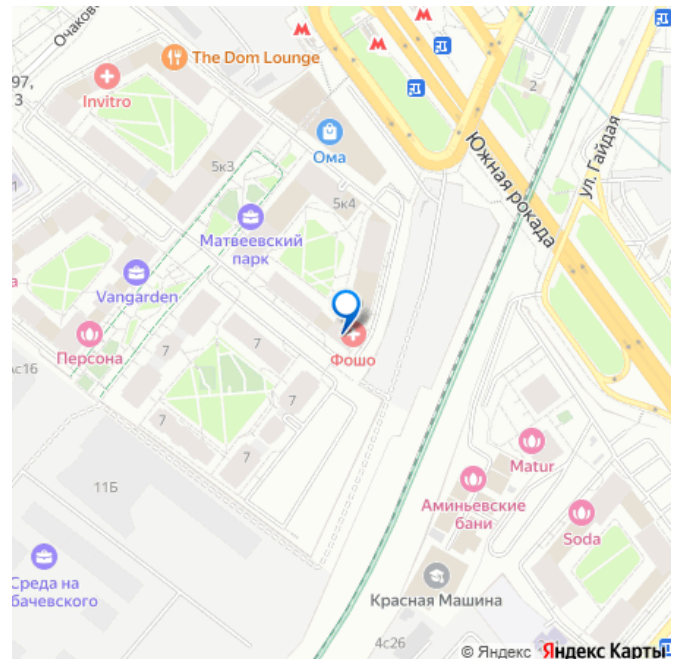 Очаково
The Dom Lounge
97,
3
Invitro
2
Ома
5к3
Южная рокада
ул. Гайдая
5к4
Матвеевский
парк
Vangarden
Персона
7
Фошо
кс16
7
7
7
7
Matur
11Б
Аминьевские
бани
Soda
Среда на
бачевского
Красная Машина
4с26
© Яндекс Яндекс Карты